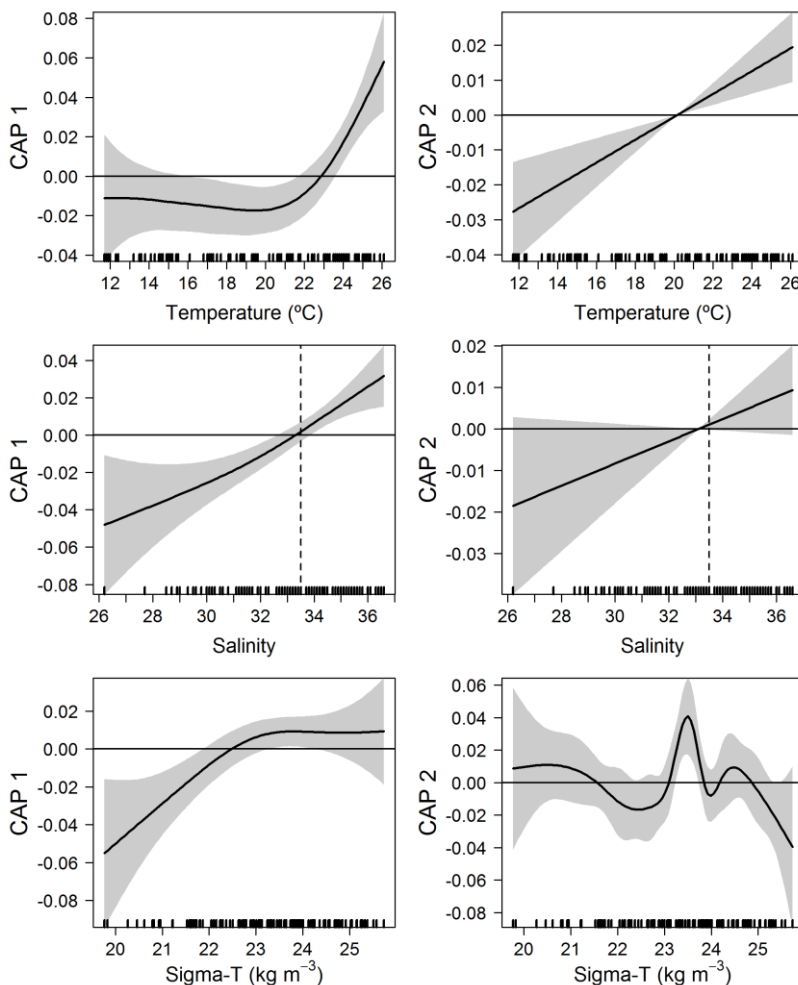 CAP 1
0.08
0.06
0.04
0.02
0.00
-0.02
-0.04
12 14 16 18 20 22 24 26
Temperature (ºC)
CAP 2
0.02
0.01
0.00
-0.01
-0.02
-0.03
-0.04
12 14 16 18 20 22 24 26
Temperature (ºC)
CAP 1
0.04
0.02
0.00
-0.02
-0.04
-0.06
-0.08
26 28 30 32 34 36
Salinity
CAP 2
0.02
0.01
0.00
-0.01
-0.02
-0.03
26 28 30 32 34 36
Salinity
CAP 1
0.02
0.00
-0.02
-0.04
-0.06
-0.08
20 21 22 23 24 25
Sigma-T (kg m⁻³)
CAP 2
0.06
0.04
0.02
0.00
-0.02
-0.04
-0.06
-0.08
20 21 22 23 24 25
Sigma-T (kg m⁻³)